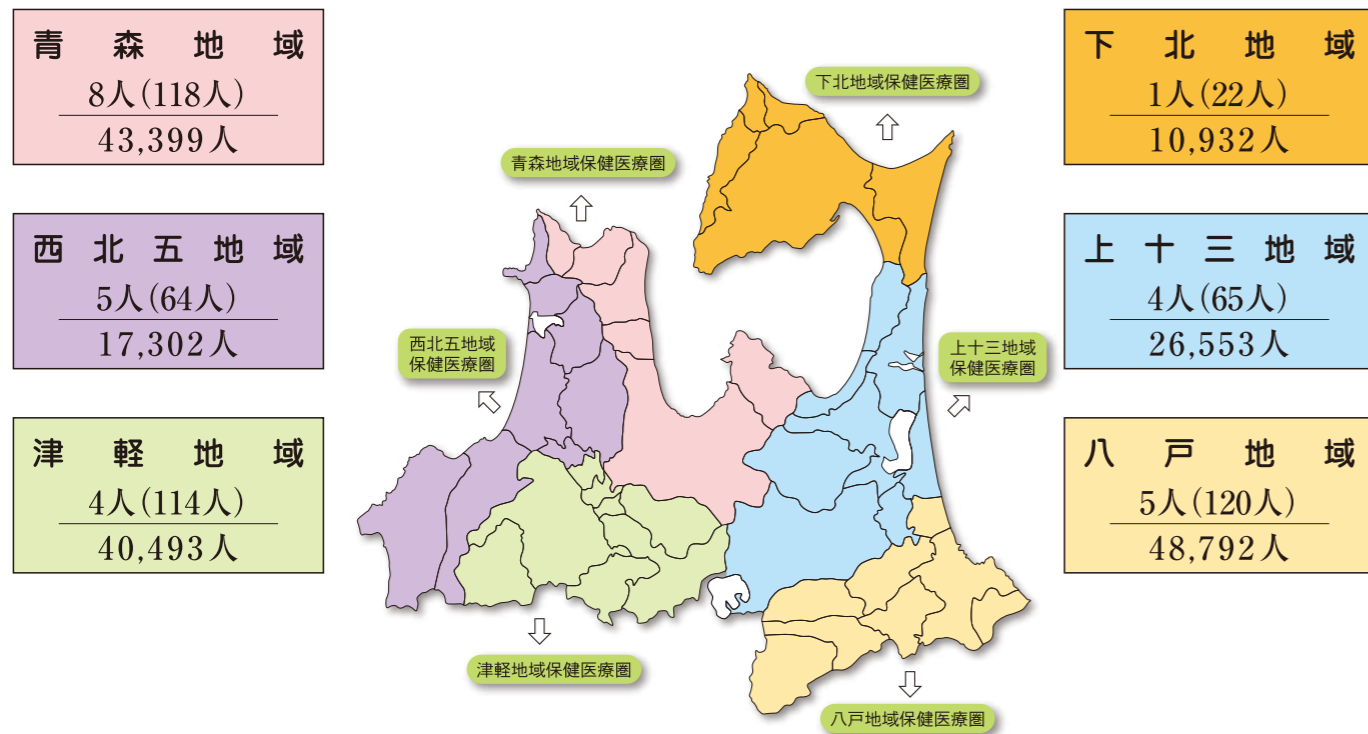 青森地域
8人(118人)
43,399人
西北五地域
5人(64人)
17,302人
津軽地域
4人(114人)
40,493人
下北地域保健医療圏
青森地域保健医療圏
西北五地域
保健医療圏
上十三地域
保健医療圏
津軽地域保健医療圏
八戸地域保健医療圏
下北地域
1人(22人)
10,932人
上十三地域
4人(65人)
26,553人
八戸地域
5人(120人)
48,792人